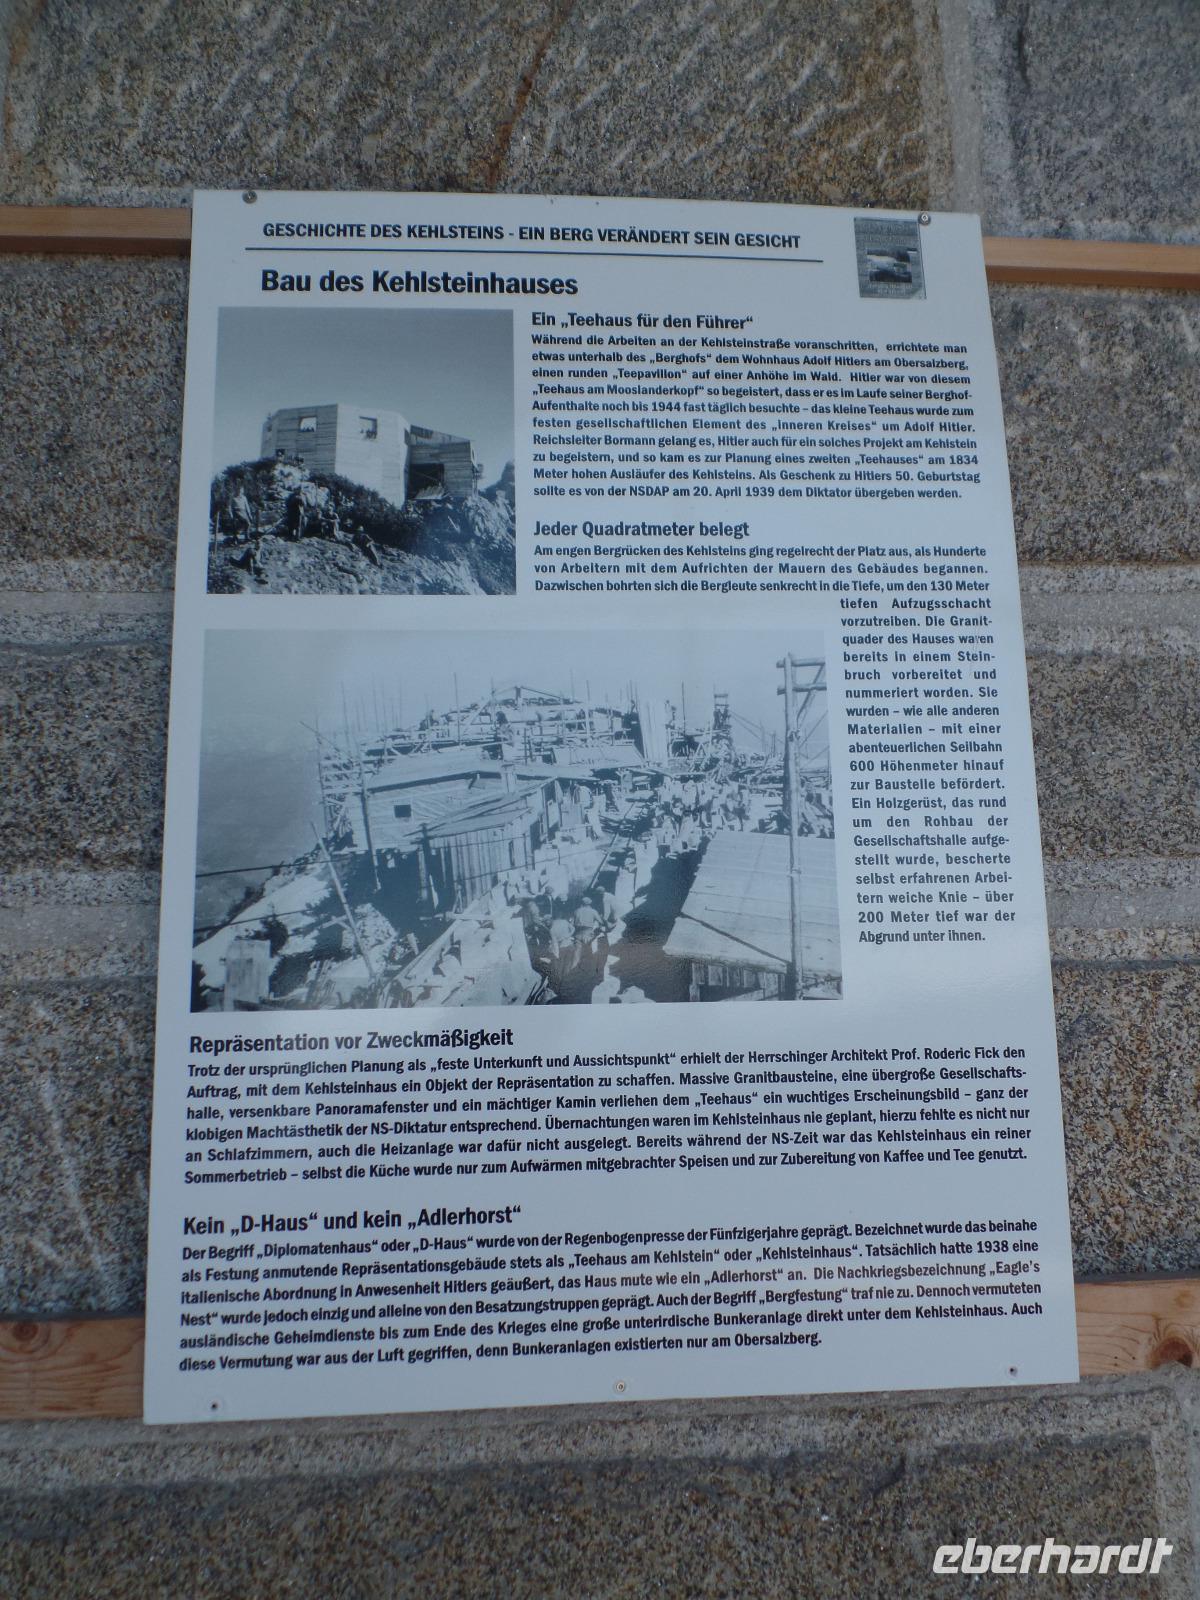 GESCHICHTE DES KEHLSTEINS - EIN BERG VERÄNDERT SEIN GESICHT
Bau des Kehlsteinhauses
Ein „Teehaus für den Führer“
Während die Arbeiten an der Kehlsteinstraße voranschritten, errichtete man
etwas unterhalb des „Berghofs“ dem Wohnhaus Adolf Hitlers am Obersalzberg,
einen runden „Teepavillon“ auf einer Anhöhe im Wald. Hitler war von diesem
„Teehaus am Mooslanderkopf“ so begeistert, dass er es im Laufe seiner Berghof-
Aufenthalte noch bis 1944 fast täglich besuchte – das kleine Teehaus wurde zum
festen gesellschaftlichen Element des „inneren Kreises“ um Adolf Hitler.
Reichsleiter Bormann gelang es, Hitler auch für ein solches Projekt am Kehlstein
zu begeistern, und so kam es zur Planung eines zweiten „Teehauses“ am 1834
Meter hohen Ausläufer des Kehlsteins. Als Geschenk zu Hitlers 50. Geburtstag
sollte es von der NSDAP am 20. April 1939 dem Diktator übergeben werden.
Jeder Quadratmeter belegt
Am engen Bergrücken des Kehlsteins ging regelrecht der Platz aus, als Hunderte
von Arbeitern mit dem Aufrichten der Mauern des Gebäudes begannen.
Dazwischen bohrten sich die Bergleute senkrecht in die Tiefe, um den 130 Meter
tiefen Aufzugsschacht
vorzutreiben. Die Granit-
quader des Hauses waren
bereits in einem Stein-
bruch vorbereitet und
nummeriert worden. Sie
wurden – wie alle anderen
Materialien – mit einer
abenteuerlichen Seilbahn
600 Höhenmeter hinauf
zur Baustelle befördert.
Ein Holzgerüst, das rund
um den Rohbau der
Gesellschaftshalle aufge-
stellt wurde, bescherte
selbst erfahrenen Arbei-
tern weiche Knie – über
200 Meter tief war der
Abgrund unter ihnen.
Repräsentation vor Zweckmäßigkeit
Trotz der ursprünglichen Planung als „feste Unterkunft und Aussichtspunkt“ erhielt der Herrschinger Architekt Prof. Roderic Fick den
Auftrag, mit dem Kehlsteinhaus ein Objekt der Repräsentation zu schaffen. Massive Granitbausteine, eine übergroße Gesellschafts-
halle, versenkbare Panoramafenster und ein mächtiger Kamin verliehen dem „Teehaus“ ein wuchtiges Erscheinungsbild – ganz der
klobigen Machtästhetik der NS-Diktatur entsprechend. Übernachtungen waren im Kehlsteinhaus nie geplant, hierzu fehlte es nicht nur
an Schlafzimmern, auch die Heizanlage war dafür nicht ausgelegt. Bereits während der NS-Zeit war das Kehlsteinhaus ein reiner
Sommerbetrieb – selbst die Küche wurde nur zum Aufwärmen mitgebrachter Speisen und zur Zubereitung von Kaffee und Tee genutzt.
Kein „D-Haus“ und kein „Adlerhorst“
Der Begriff „Diplomatenhaus“ oder „D-Haus“ wurde von der Regenbogenpresse der Fünfzigerjahre geprägt. Bezeichnet wurde das beinahe
als Festung anmutende Repräsentationsgebäude stets als „Teehaus am Kehlstein“ oder „Kehlsteinhaus“. Tatsächlich hatte 1938 eine
italienische Abordnung in Anwesenheit Hitlers geäußert, das Haus mute wie ein „Adlerhorst“ an. Die Nachkriegsbezeichnung „Eagle's
Nest“ wurde jedoch einzig und alleine von den Besatzungstruppen geprägt. Auch der Begriff „Bergfestung“ traf nie zu. Dennoch vermuteten
ausländische Geheimdienste bis zum Ende des Krieges eine große unterirdische Bunkeranlage direkt unter dem Kehlsteinhaus. Auch
diese Vermutung war aus der Luft gegriffen, denn Bunkeranlagen existierten nur am Obersalzberg.
eberhardt